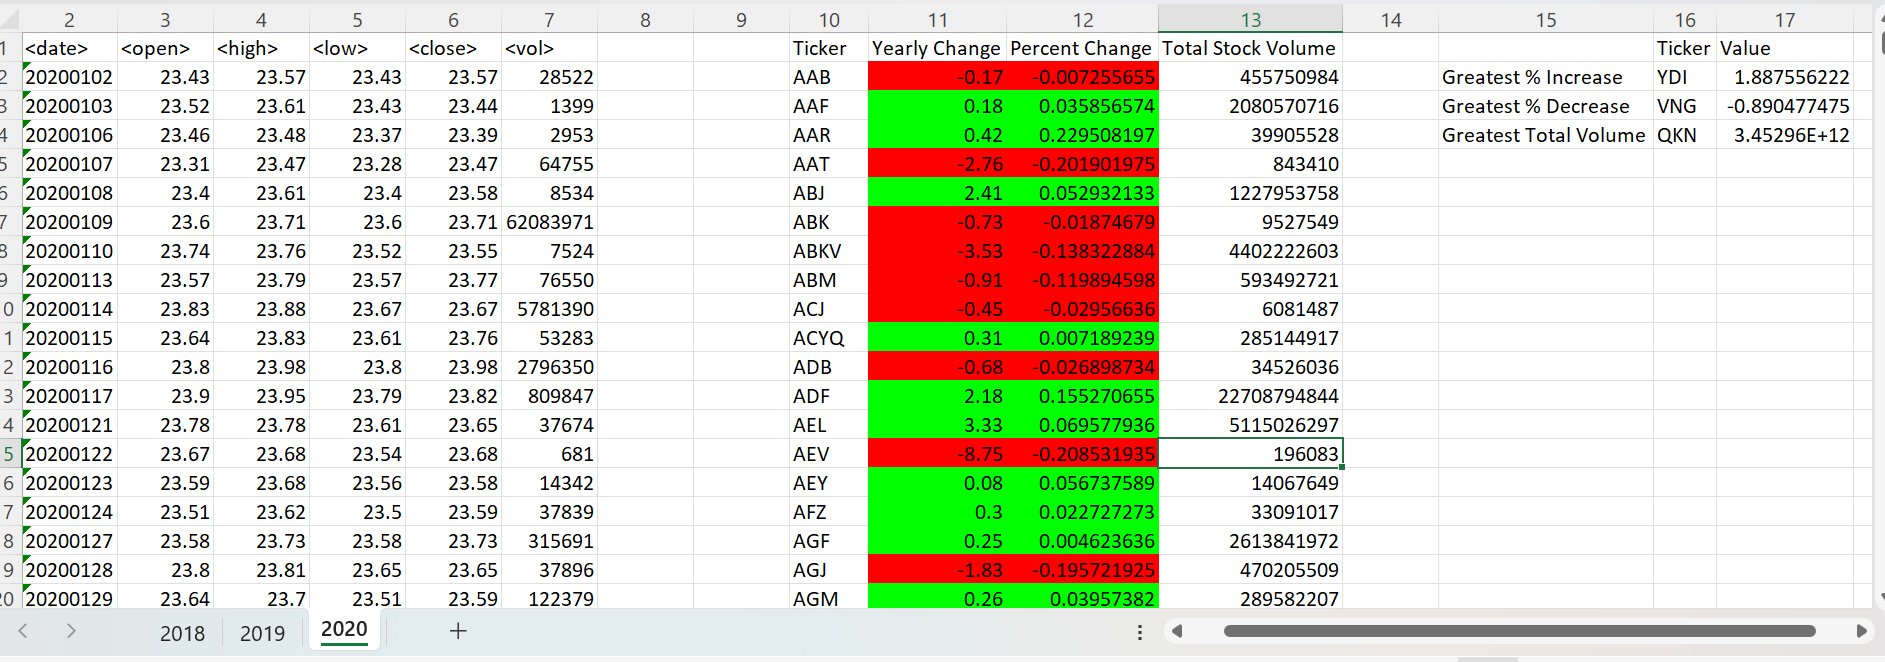 2 3 4 5 6 7 8 9 10 11 12 13 14 15 16 17
1 <date> <open> <high> <low> <close> <vol> Ticker Yearly Change Percent Change Total Stock Volume Ticker Value
2 20200102 23.43 23.57 23.43 23.57 28522 AAB -0.17 -0.007255655 455750984 Greatest % Increase YDI 1.887556222
3 20200103 23.52 23.61 23.43 23.44 1399 AAF 0.18 0.035856574 2080570716 Greatest % Decrease VNG -0.890477475
4 20200106 23.46 23.48 23.37 23.39 2953 AAR 0.42 0.229508197 39905528 Greatest Total Volume QKN 3.45296E+12
5 20200107 23.31 23.47 23.28 23.47 64755 AAT -2.76 -0.201901975 843410
6 20200108 23.4 23.61 23.4 23.58 8534 ABJ 2.41 0.052932133 1227953758
7 20200109 23.6 23.71 23.6 23.71 62083971 ABK -0.73 -0.01874679 9527549
8 20200110 23.74 23.76 23.52 23.55 7524 ABKV -3.53 -0.138322884 4402222603
9 20200113 23.57 23.79 23.57 23.77 76550 ABM -0.91 -0.119894598 593492721
0 20200114 23.83 23.88 23.67 23.67 5781390 ACJ -0.45 -0.02956636 6081487
1 20200115 23.64 23.83 23.61 23.76 53283 ACYQ 0.31 0.007189239 285144917
2 20200116 23.8 23.98 23.8 23.98 2796350 ADB -0.68 -0.026898734 34526036
3 20200117 23.9 23.95 23.79 23.82 809847 ADF 2.18 0.155270655 22708794844
4 20200121 23.78 23.78 23.61 23.65 37674 AEL 3.33 0.069577936 5115026297
5 20200122 23.67 23.68 23.54 23.68 681 AEV -8.75 -0.208531935 196083
6 20200123 23.59 23.68 23.56 23.58 14342 AEY 0.08 0.056737589 14067649
7 20200124 23.51 23.62 23.5 23.59 37839 AFZ 0.3 0.022727273 33091017
8 20200127 23.58 23.73 23.58 23.73 315691 AGF 0.25 0.004623636 2613841972
9 20200128 23.8 23.81 23.65 23.65 37896 AGJ -1.83 -0.195721925 470205509
20 20200129 23.64 23.7 23.51 23.59 122379 AGM 0.26 0.03957382 289582207
2018 2019 2020